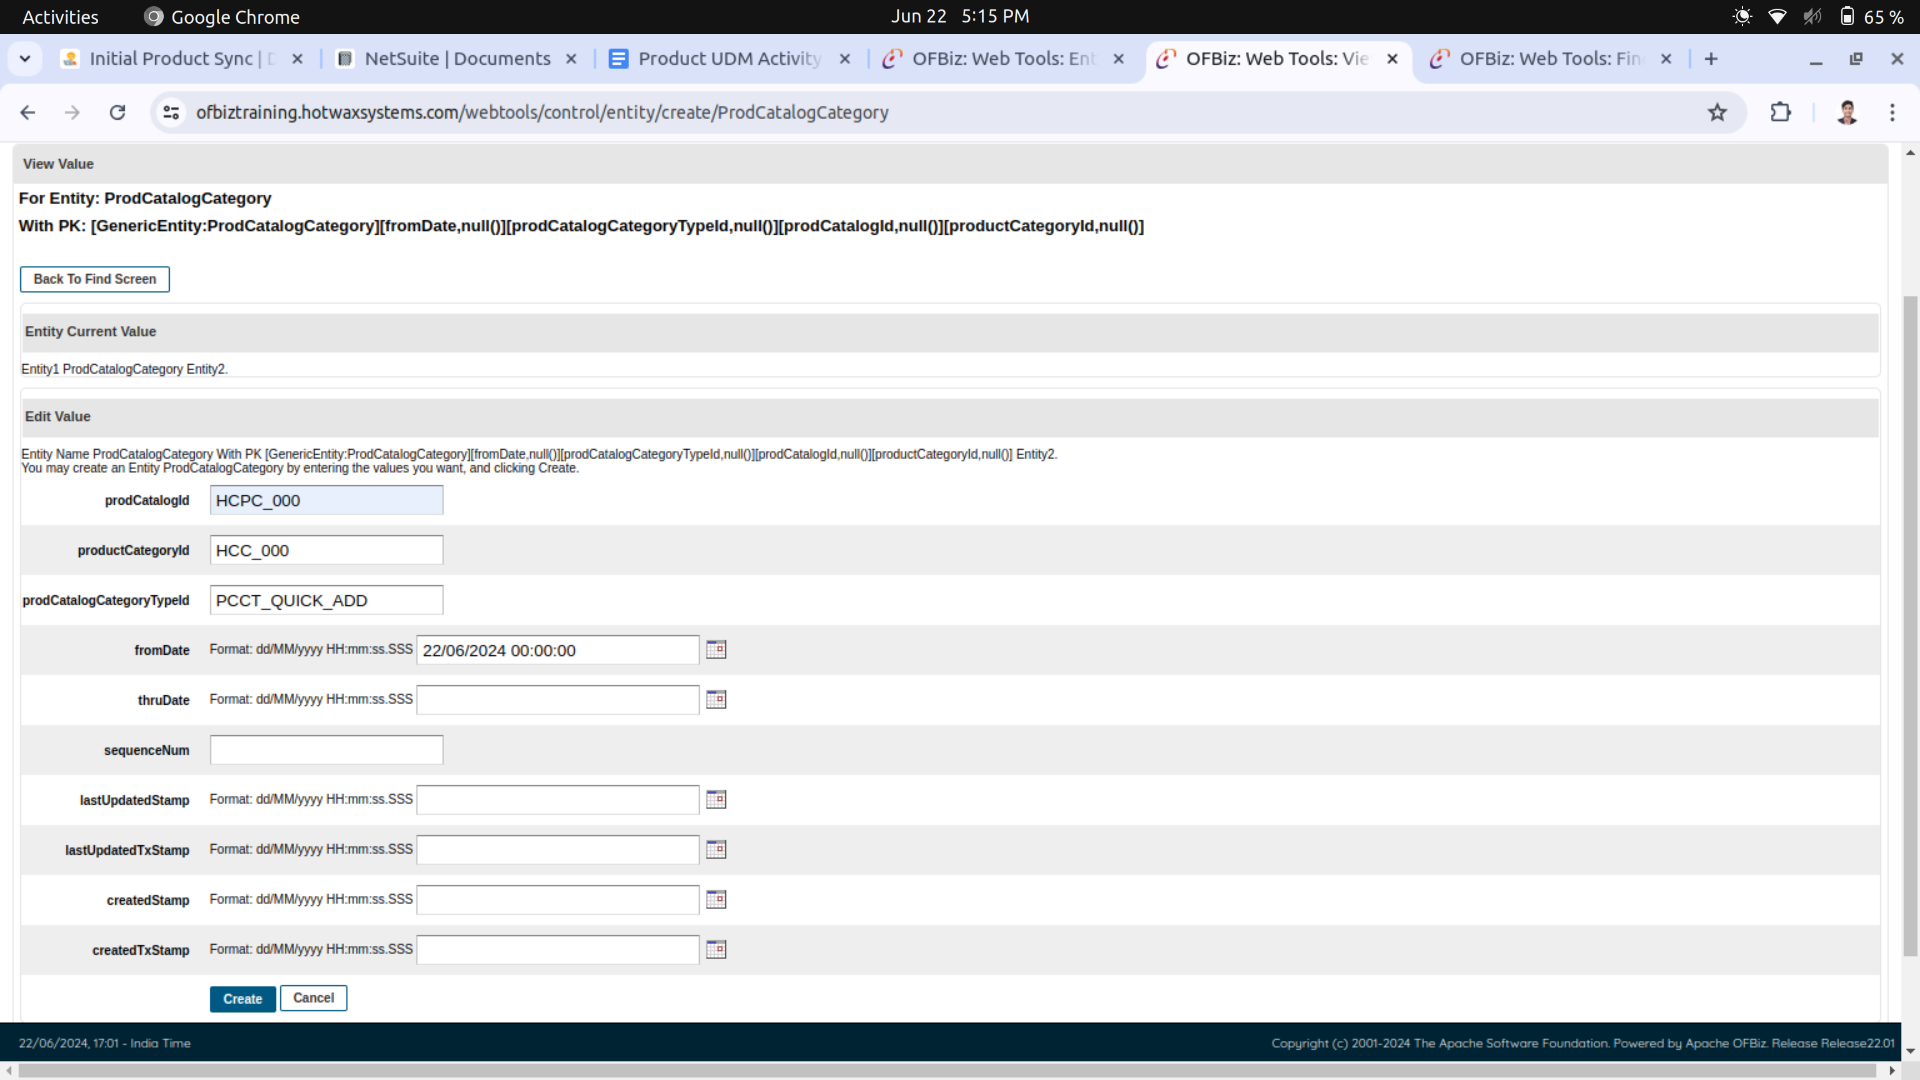 Activities Google Chrome Jun 22 5:15 PM 65 %
Initial Product Sync | D NetSuite | Documents Product UDM Activity OFBiz: Web Tools: Ent OFBiz: Web Tools: Vie OFBiz: Web Tools: Fin
ofbiztraining.hotwaxsystems.com/webtools/control/entity/create/ProdCatalogCategory
View Value
For Entity: ProdCatalogCategory
With PK: [GenericEntity:ProdCatalogCategory][fromDate,null()][prodCatalogCategoryTypeId,null()][prodCatalogId,null()][productCategoryId,null()]
Back To Find Screen
Entity Current Value
Entity1 ProdCatalogCategory Entity2.
Edit Value
Entity Name ProdCatalogCategory With PK [GenericEntity:ProdCatalogCategory][fromDate,null()][prodCatalogCategoryTypeId,null()][prodCatalogId,null()][productCategoryId,null()] Entity2.
You may create an Entity ProdCatalogCategory by entering the values you want, and clicking Create.
prodCatalogId HCPC_000
productCategoryId HCC_000
prodCatalogCategoryTypeId PCCT_QUICK_ADD
fromDate Format: dd/MM/yyyy HH:mm:ss.SSS 22/06/2024 00:00:00
thruDate Format: dd/MM/yyyy HH:mm:ss.SSS
sequenceNum
lastUpdatedStamp Format: dd/MM/yyyy HH:mm:ss.SSS
lastUpdatedTxStamp Format: dd/MM/yyyy HH:mm:ss.SSS
createdStamp Format: dd/MM/yyyy HH:mm:ss.SSS
createdTxStamp Format: dd/MM/yyyy HH:mm:ss.SSS
Create Cancel
22/06/2024, 17:01 - India Time Copyright (c) 2001-2024 The Apache Software Foundation. Powered by Apache OFBiz. Release Release22.01